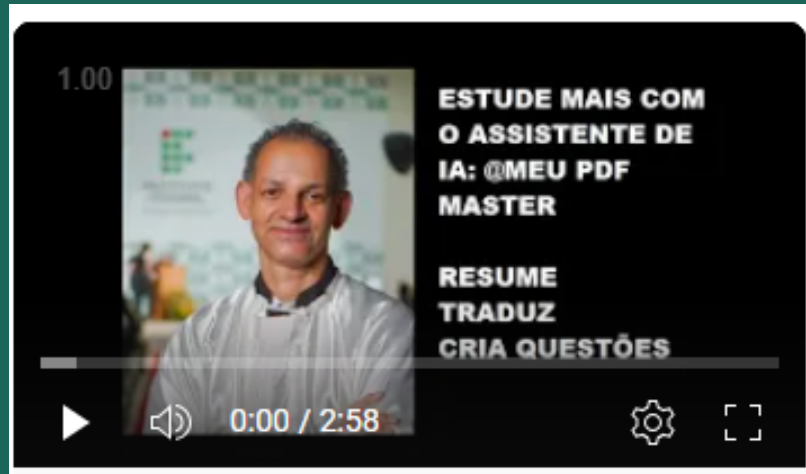 1.00
ESTUDE MAIS COM
O ASSISTENTE DE
IA: @MEU PDF
MASTER
RESUME
TRADUZ
CRIA QUESTÕES
0:00 / 2:58